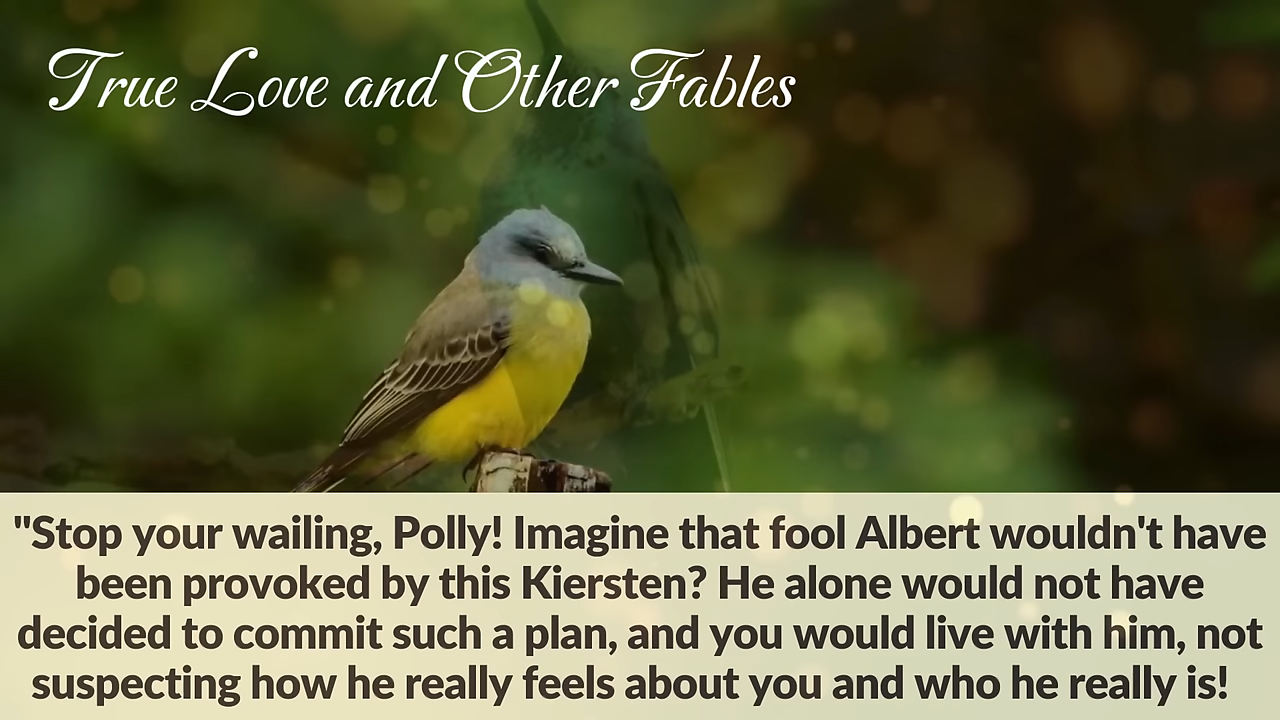 True Love and Other Fables
"Stop your wailing, Polly! Imagine that fool Albert wouldn't have
been provoked by this Kiersten? He alone would not have
decided to commit such a plan, and you would live with him, not
suspecting how he really feels about you and who he really is!